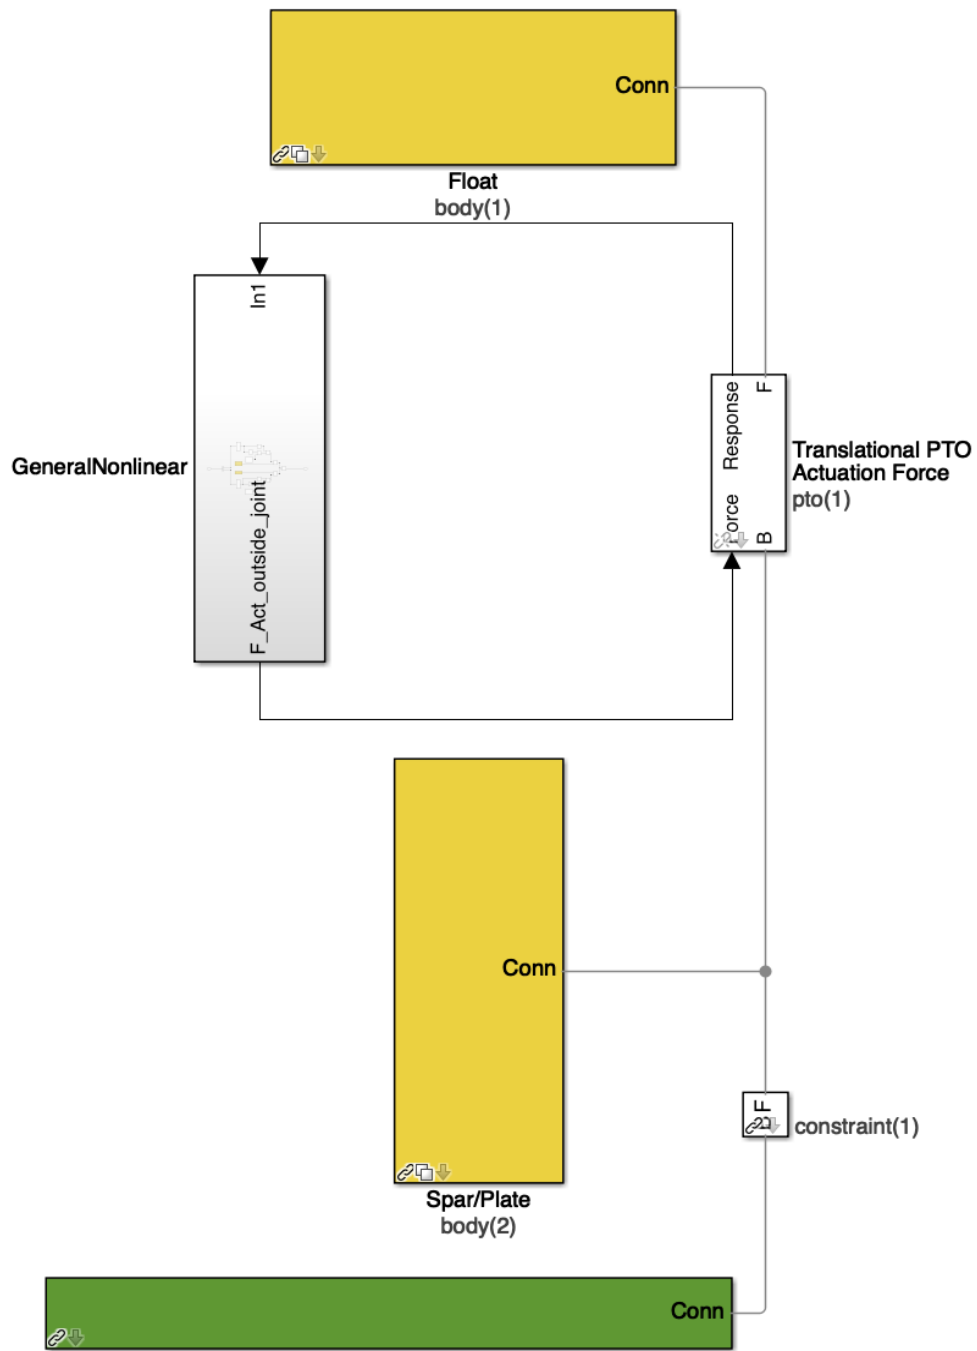 Conn
Float
body(1)
In1
GeneralNonlinear
F_Act_outside_joint
Response
F
orce
B
Translational PTO
Actuation Force
pto(1)
Conn
F
constraint(1)
Spar/Plate
body(2)
Conn